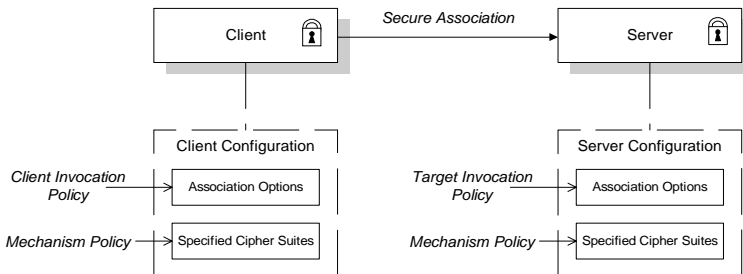 Secure Association
Client
Server
Client Configuration
Server Configuration
Client Invocation
Policy
Association Options
Target Invocation
Policy
Association Options
Mechanism Policy
Specified Cipher Suites
Mechanism Policy
Specified Cipher Suites